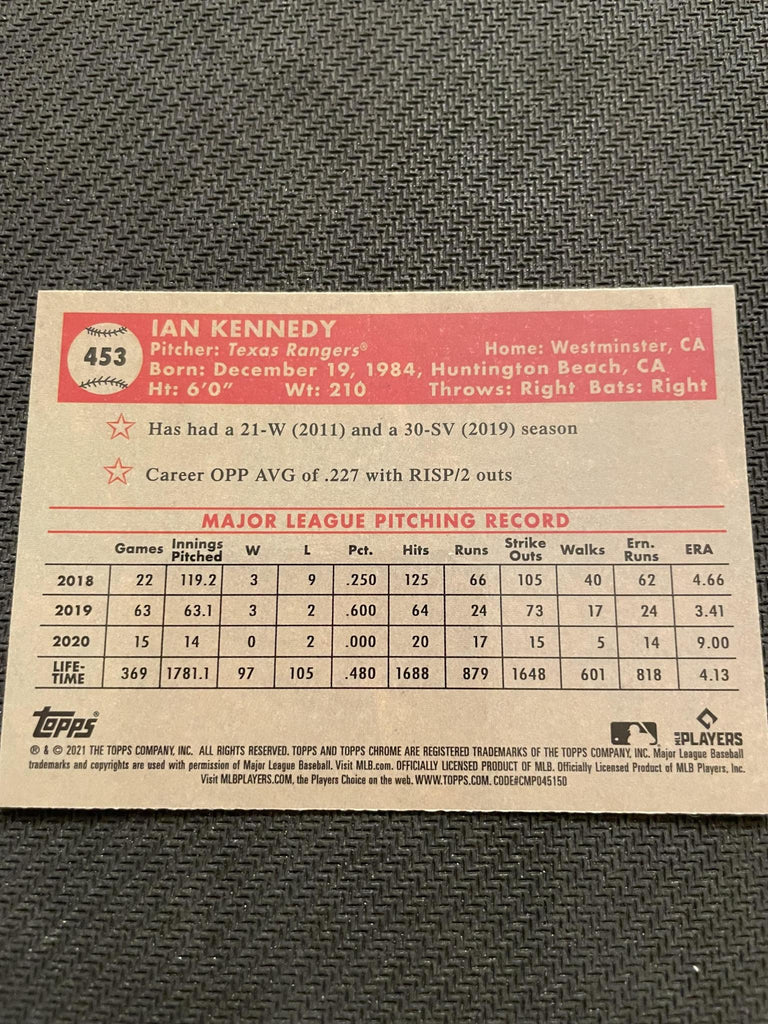 453
IAN KENNEDY
Pitcher: Texas Rangers® Home: Westminster, CA
Born: December 19, 1984, Huntington Beach, CA
Ht: 6'0" Wt: 210 Throws: Right Bats: Right
Has had a 21-W (2011) and a 30-SV (2019) season
Career OPP AVG of .227 with RISP/2 outs
MAJOR LEAGUE PITCHING RECORD
Games Innings Pitched W L Pct. Hits Runs Strike Outs Walks Ern. Runs ERA
2018 22 119.2 3 9 .250 125 66 105 40 62 4.66
2019 63 63.1 3 2 .600 64 24 73 17 24 3.41
2020 15 14 0 2 .000 20 17 15 5 14 9.00
LIFE-TIME 369 1781.1 97 105 .480 1688 879 1648 601 818 4.13
TOPPS® MLB PLAYERS
® & © 2021 THE TOPPS COMPANY, INC. ALL RIGHTS RESERVED. TOPPS AND TOPPS CHROME ARE REGISTERED TRADEMARKS OF THE TOPPS COMPANY, INC. Major League Baseball
trademarks and copyrights are used with permission of Major League Baseball. Visit MLB.com. OFFICIALLY LICENSED PRODUCT OF MLB. Officially Licensed Product of MLB Players, Inc.
Visit MLBPLAYERS.COM, the Players Choice on the web. WWW.TOPPS.COM. CODE#CMP045150